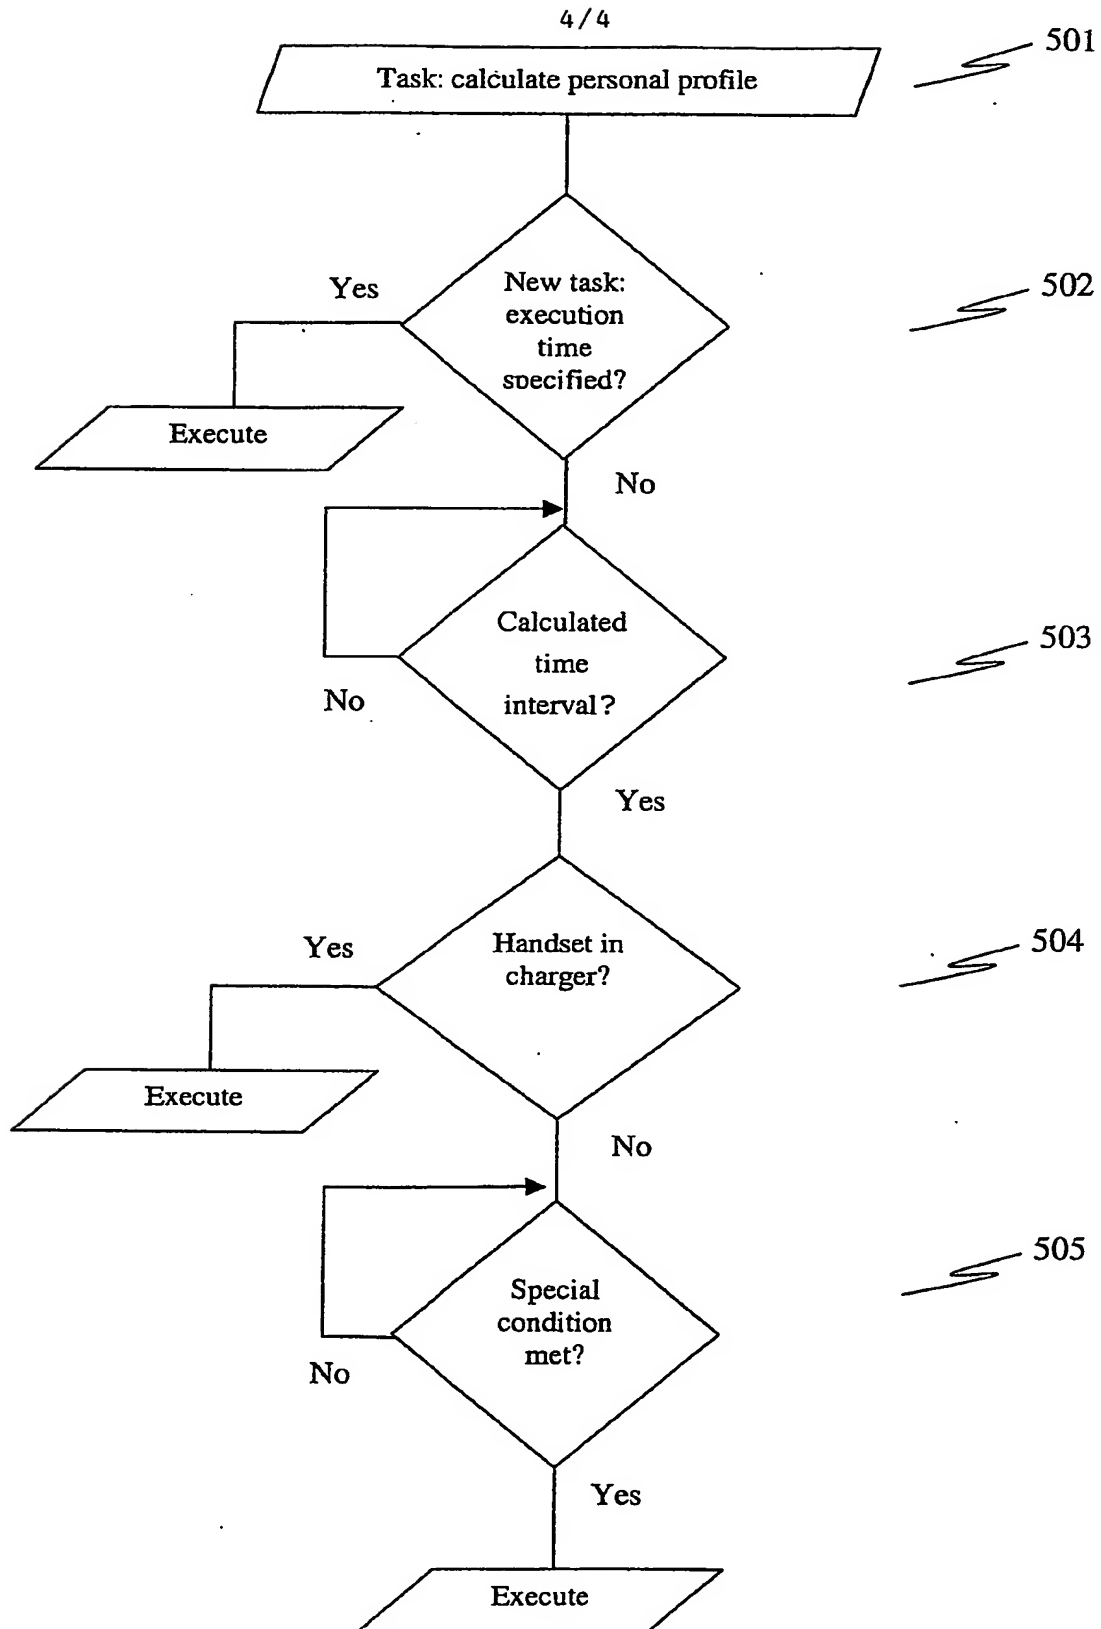 4/4
501
Task: calculate personal profile
502
Yes
New task:
execution
time
specified?
Execute
No
503
Calculated
time
interval?
No
Yes
504
Yes
Handset in
charger?
Execute
No
505
Special
condition
met?
No
Yes
Execute